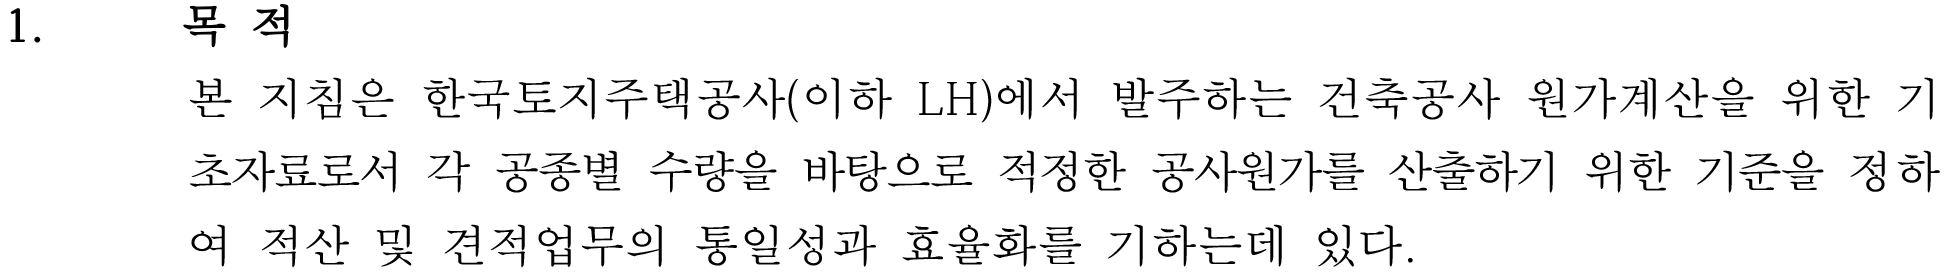 1. 목 적
본 지침은 한국토지주택공사(이하 LH)에서 발주하는 건축공사 원가계산을 위한 기
초자료로서 각 공종별 수량을 바탕으로 적정한 공사원가를 산출하기 위한 기준을 정하
여 적산 및 견적업무의 통일성과 효율화를 기하는데 있다.